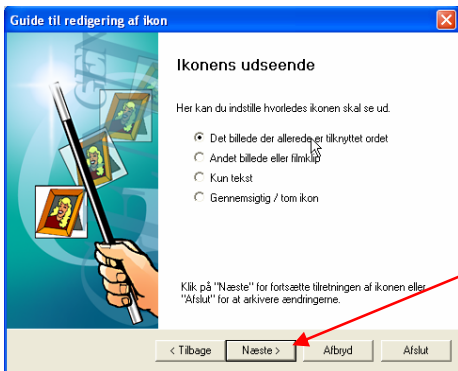 Guide til redigering af ikon
Ikonens udseende
Her kan du indstille hvorledes ikonen skal se ud.
Det billede der allerede er tilknyttet ordet
Andet billede eller filmklip
Kun tekst
Gennemsigtig / tom ikon
Klik på "Næste" for fortsætte tilretningen af ikonen eller
"Afslut" for at arkivere ændringerne.
< Tilbage
Næste >
Afbryd
Afslut